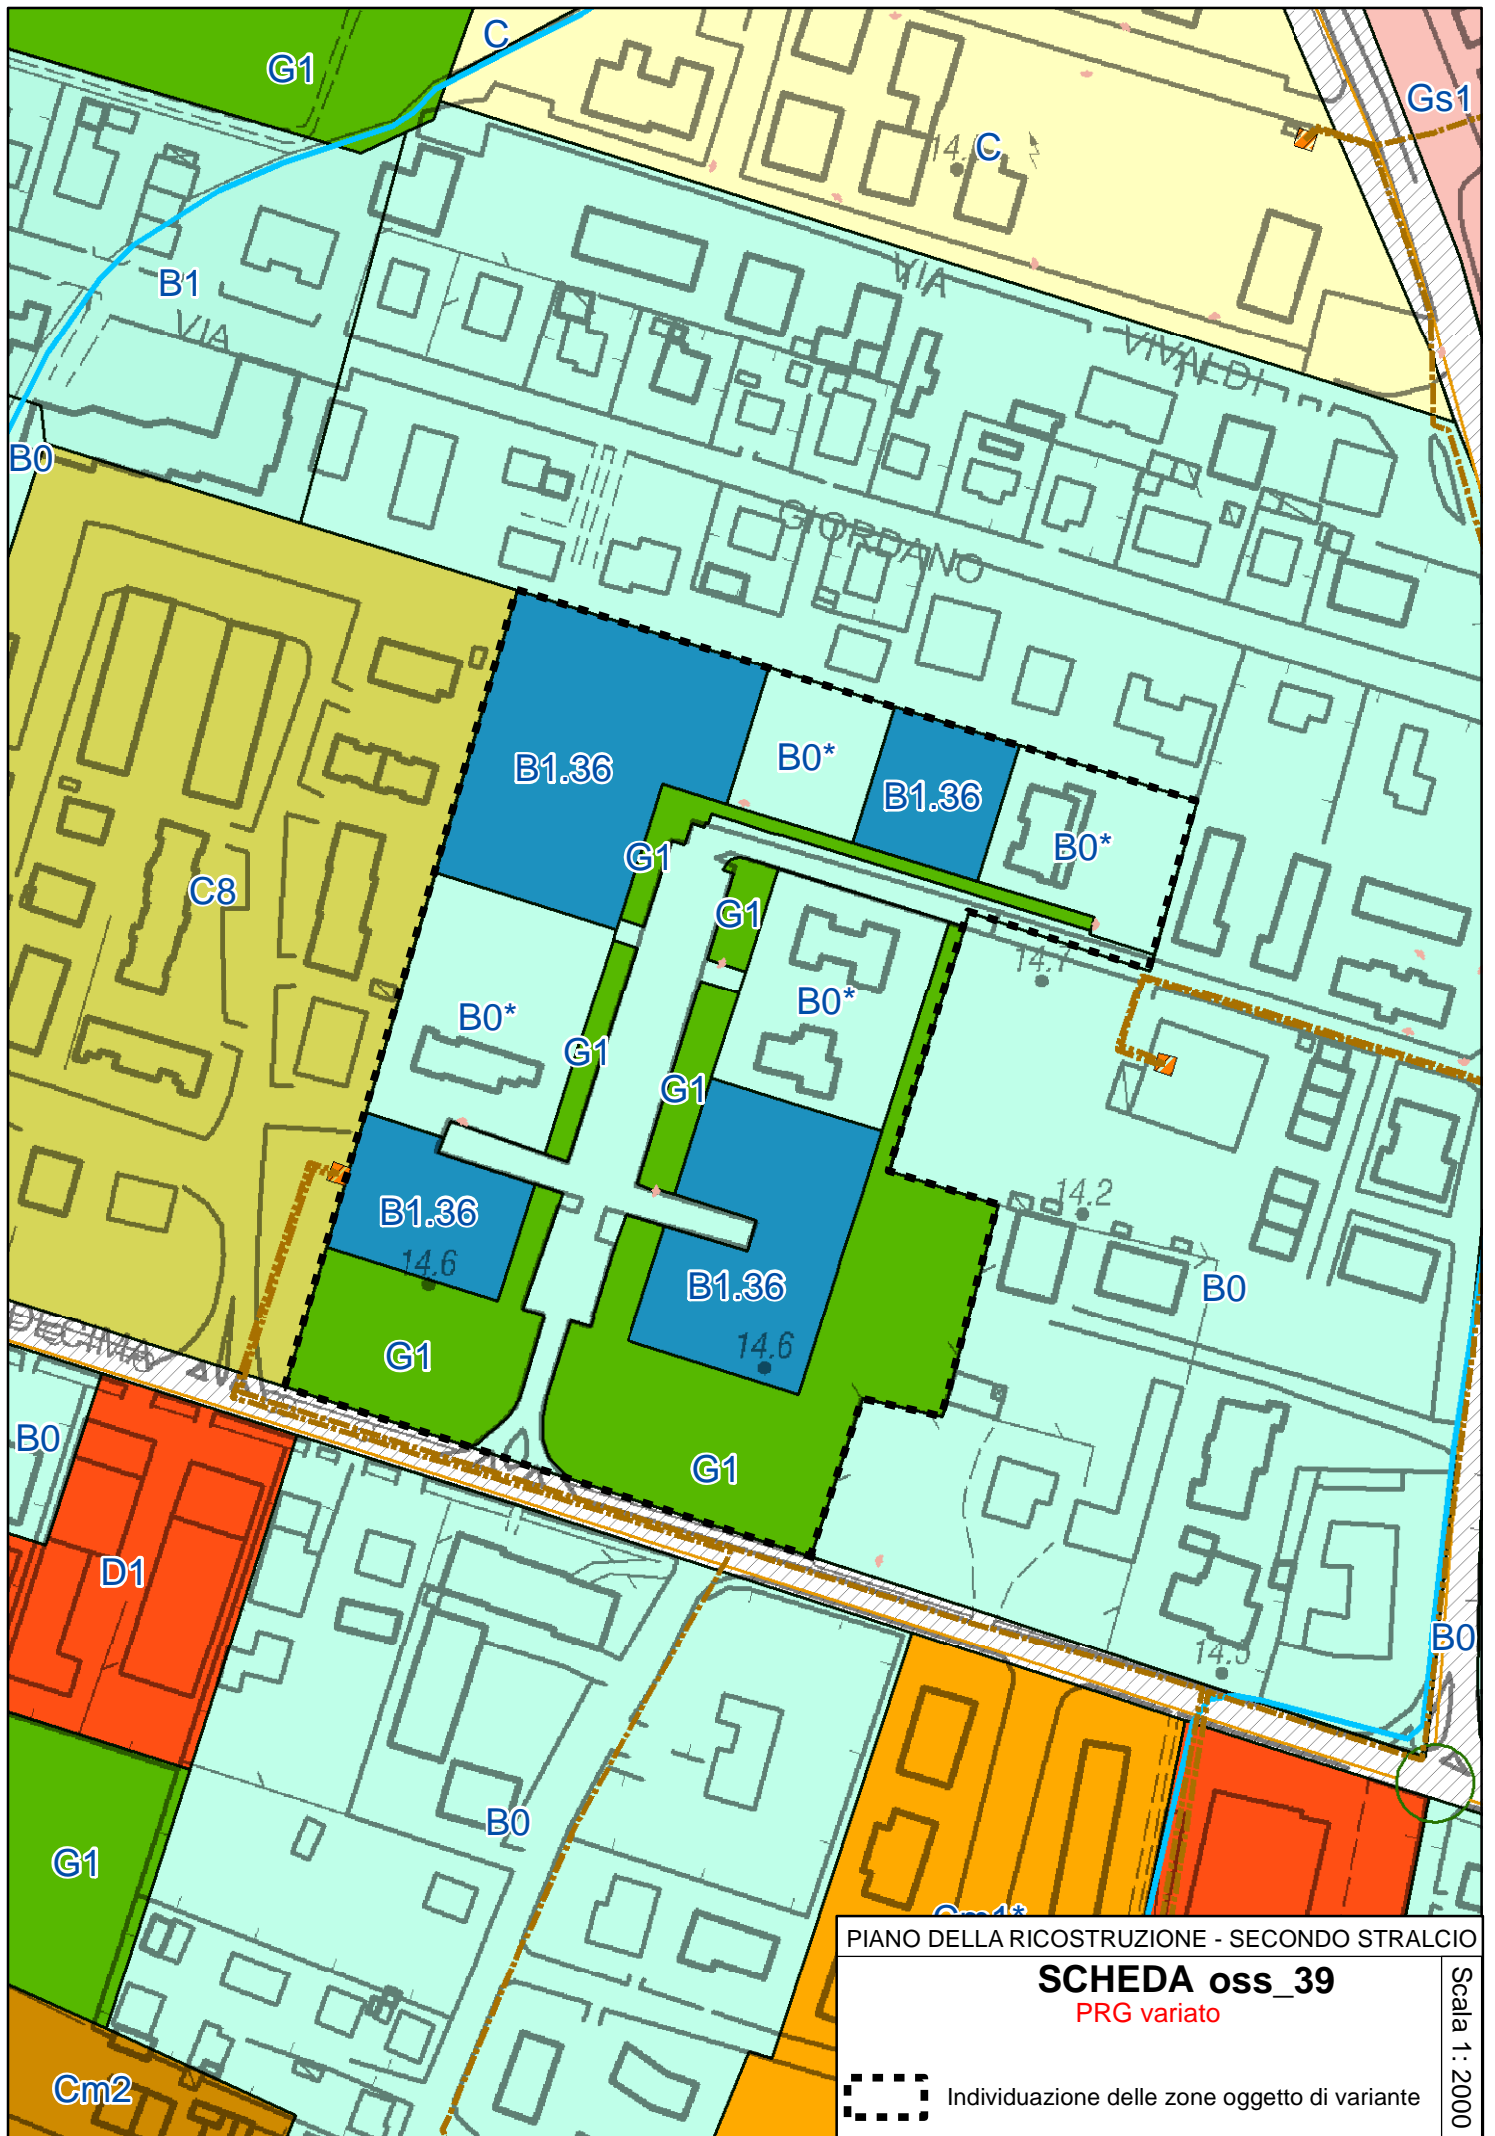 C
G1
Gs1
14.
C
VIA
B1
VIA
VIVALDI
B0
GIORDANO
B1.36
B0*
B1.36
B0*
G1
C8
G1
14.7
B0*
B0*
G1
G1
14.2
B1.36
14.6
B1.36
B0
DECIMA
14.6
G1
B0
G1
D1
B0
14.5
B0
G1
Cm1*
Cm2
PIANO DELLA RICOSTRUZIONE - SECONDO STRALCIO
SCHEDA oss_39
PRG variato
Scala 1: 2000
Individuazione delle zone oggetto di variante